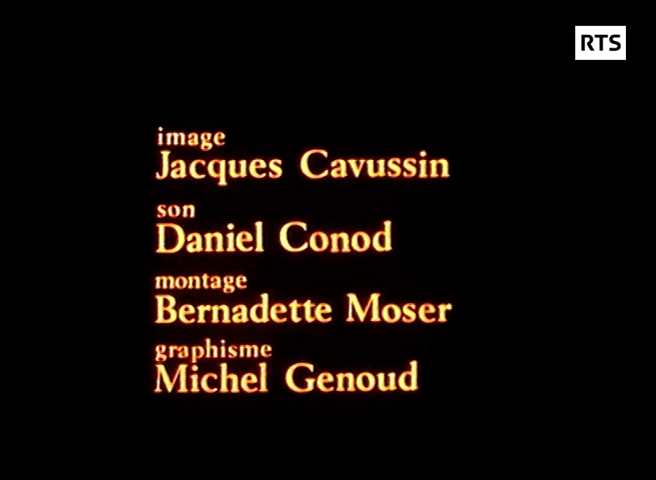 RTS
image
Jacques Cavussin
son
Daniel Conod
montage
Bernadette Moser
graphisme
Michel Genoud